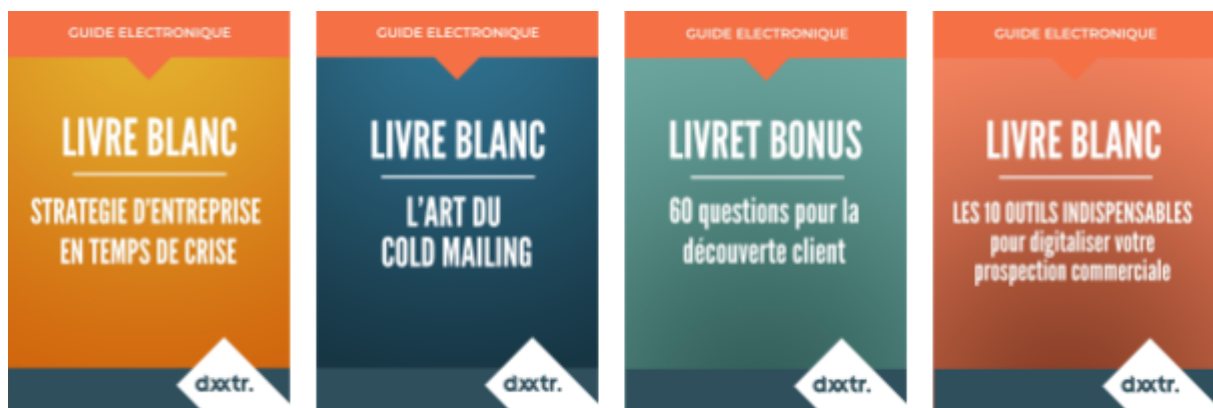 GUIDE ELECTRONIQUE
LIVRE BLANC
STRATEGIE D'ENTREPRISE
EN TEMPS DE CRISE
dxxtr.
GUIDE ELECTRONIQUE
LIVRE BLANC
L'ART DU
COLD MAILING
dxxtr.
GUIDE ELECTRONIQUE
LIVRET BONUS
60 questions pour la
découverte client
dxxtr.
GUIDE ELECTRONIQUE
LIVRE BLANC
LES 10 OUTILS INDISPENSABLES
pour digitaliser votre
prospection commerciale
dxxtr.